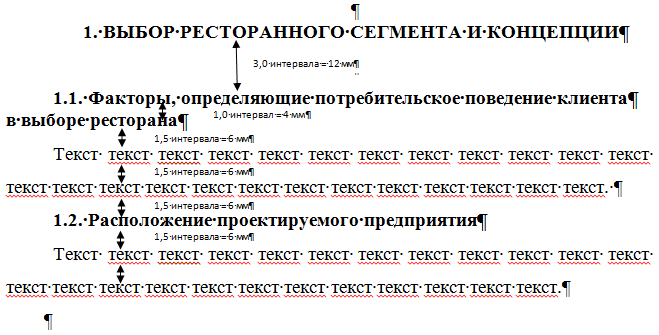 ¶
1.·ВЫБОР·РЕСТОРАННОГО·СЕГМЕНТА·И·КОНЦЕПЦИИ¶
3,0·интервала·=·12·мм¶
1.1.·Факторы,·определяющие·потребительское·поведение·клиента¶
1,0·интервал·=·4·мм¶
в·выборе·ресторана¶
1,5·интервала·=·6·мм¶
Текст· текст· текст· текст· текст· текст· текст· текст· текст· текст· текст· текст·
1,5·интервала·=·6·мм¶
текст·текст·текст·текст·текст·текст·текст·текст·текст·текст·текст·текст·текст.·¶
1,5·интервала·=·6·мм¶
1.2.·Расположение·проектируемого·предприятия¶
1,5·интервала·=·6·мм¶
Текст· текст· текст· текст· текст· текст· текст· текст· текст· текст· текст· текст·
текст·текст·текст·текст·текст·текст·текст·текст·текст·текст·текст·текст.¶
¶